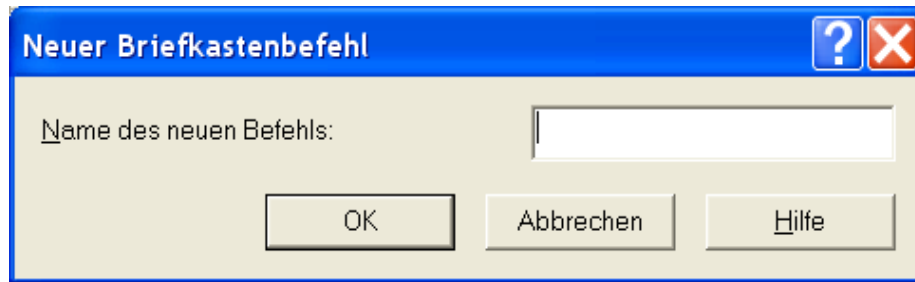 Neuer Briefkastenbefehl
Name des neuen Befehls:
OK Abbrechen Hilfe